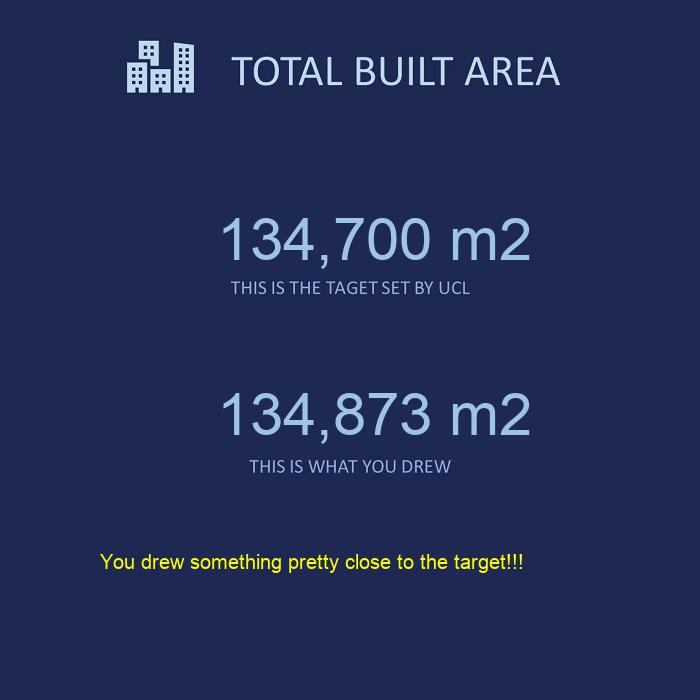 TOTAL BUILT AREA
134,700 m2
THIS IS THE TAGET SET BY UCL
134,873 m2
THIS IS WHAT YOU DREW
You drew something pretty close to the target!!!